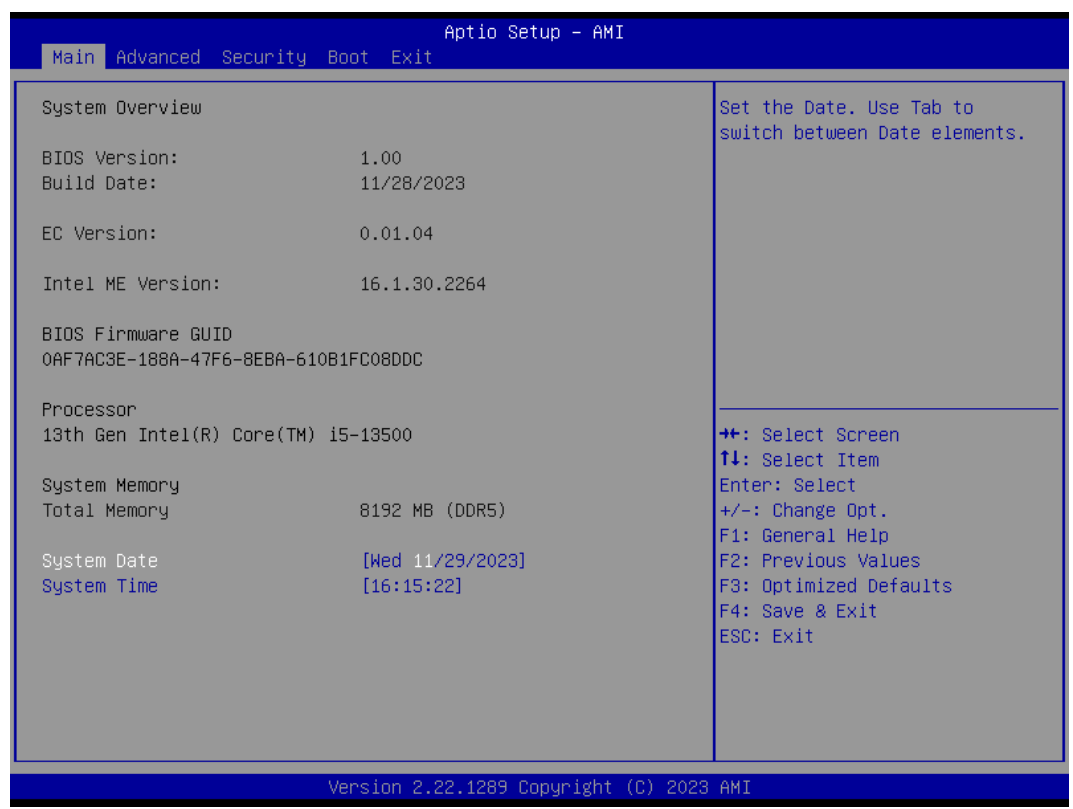 Aptio Setup – AMI
Main Advanced Security Boot Exit
System Overview
BIOS Version: 1.00
Build Date: 11/28/2023
EC Version: 0.01.04
Intel ME Version: 16.1.30.2264
BIOS Firmware GUID
0AF7AC3E-188A-47F6-8EBA-610B1FC08DDC
Processor
13th Gen Intel(R) Core(TM) i5-13500
System Memory
Total Memory 8192 MB (DDR5)
System Date [Wed 11/29/2023]
System Time [16:15:22]
Set the Date. Use Tab to
switch between Date elements.
→←: Select Screen
↑↓: Select Item
Enter: Select
+/-: Change Opt.
F1: General Help
F2: Previous Values
F3: Optimized Defaults
F4: Save & Exit
ESC: Exit
Version 2.22.1289 Copyright (C) 2023 AMI